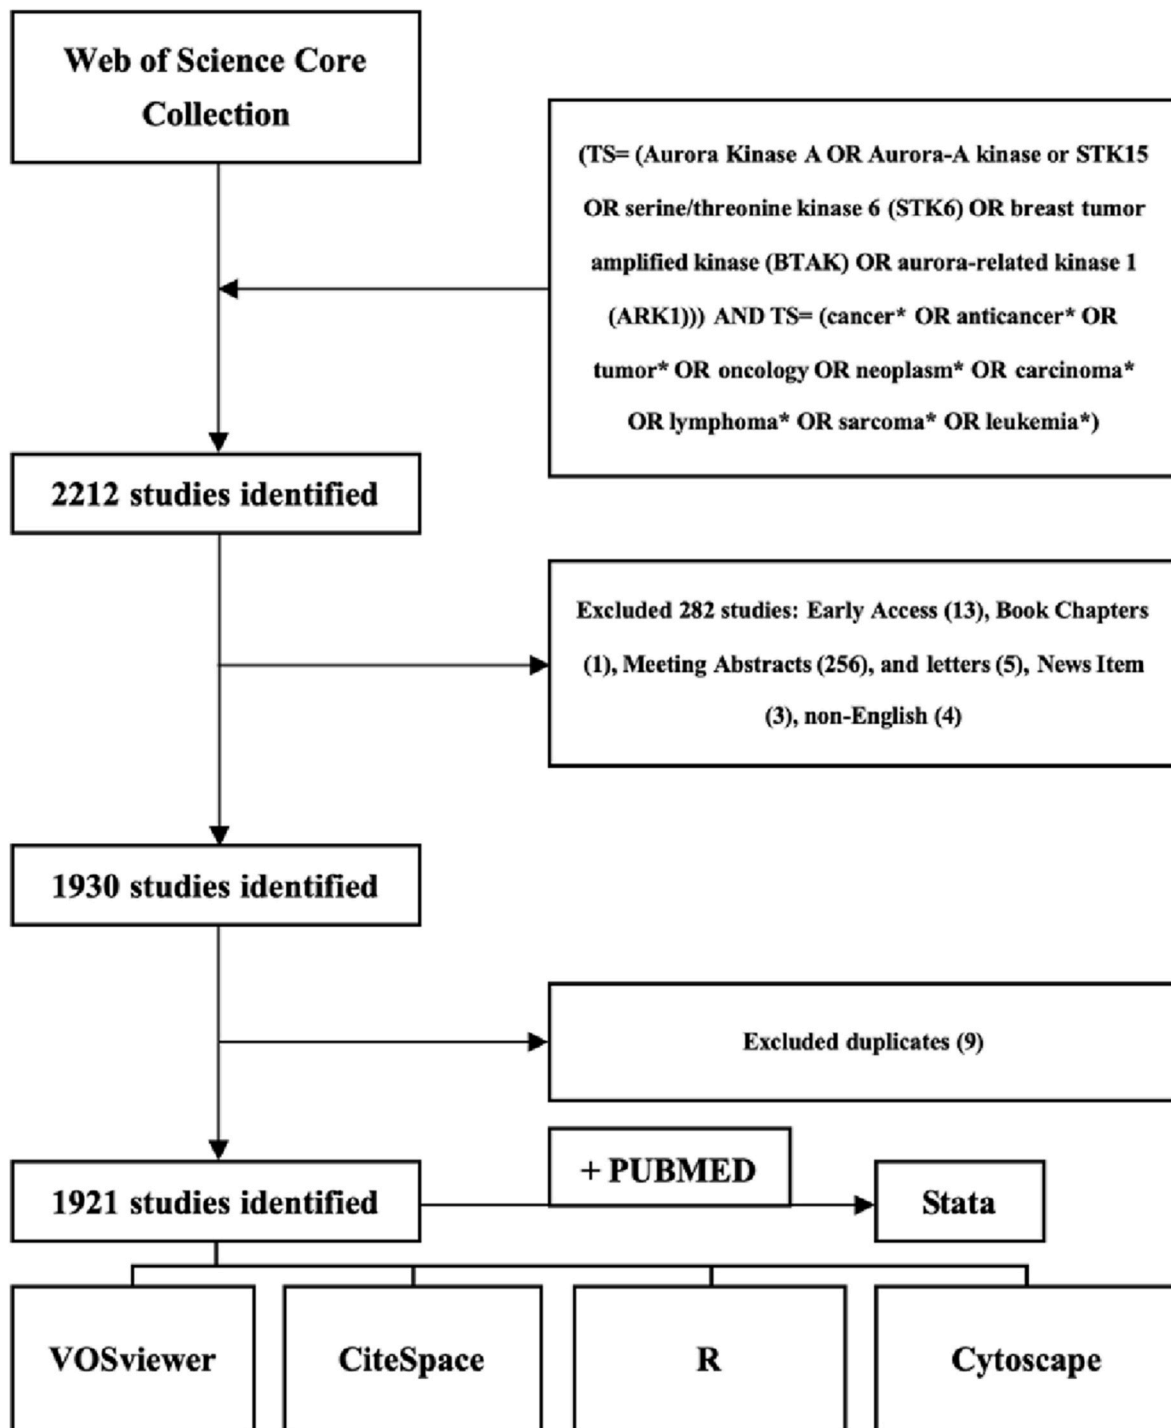 Web of Science Core
Collection
(TS= (Aurora Kinase A OR Aurora-A kinase or STK15
OR serine/threonine kinase 6 (STK6) OR breast tumor
amplified kinase (BTAK) OR aurora-related kinase 1
(ARK1))) AND TS= (cancer* OR anticancer* OR
tumor* OR oncology OR neoplasm* OR carcinoma*
OR lymphoma* OR sarcoma* OR leukemia*)
2212 studies identified
Excluded 282 studies: Early Access (13), Book Chapters
(1), Meeting Abstracts (256), and letters (5), News Item
(3), non-English (4)
1930 studies identified
Excluded duplicates (9)
+ PUBMED
1921 studies identified
Stata
VOSviewer
CiteSpace
R
Cytoscape